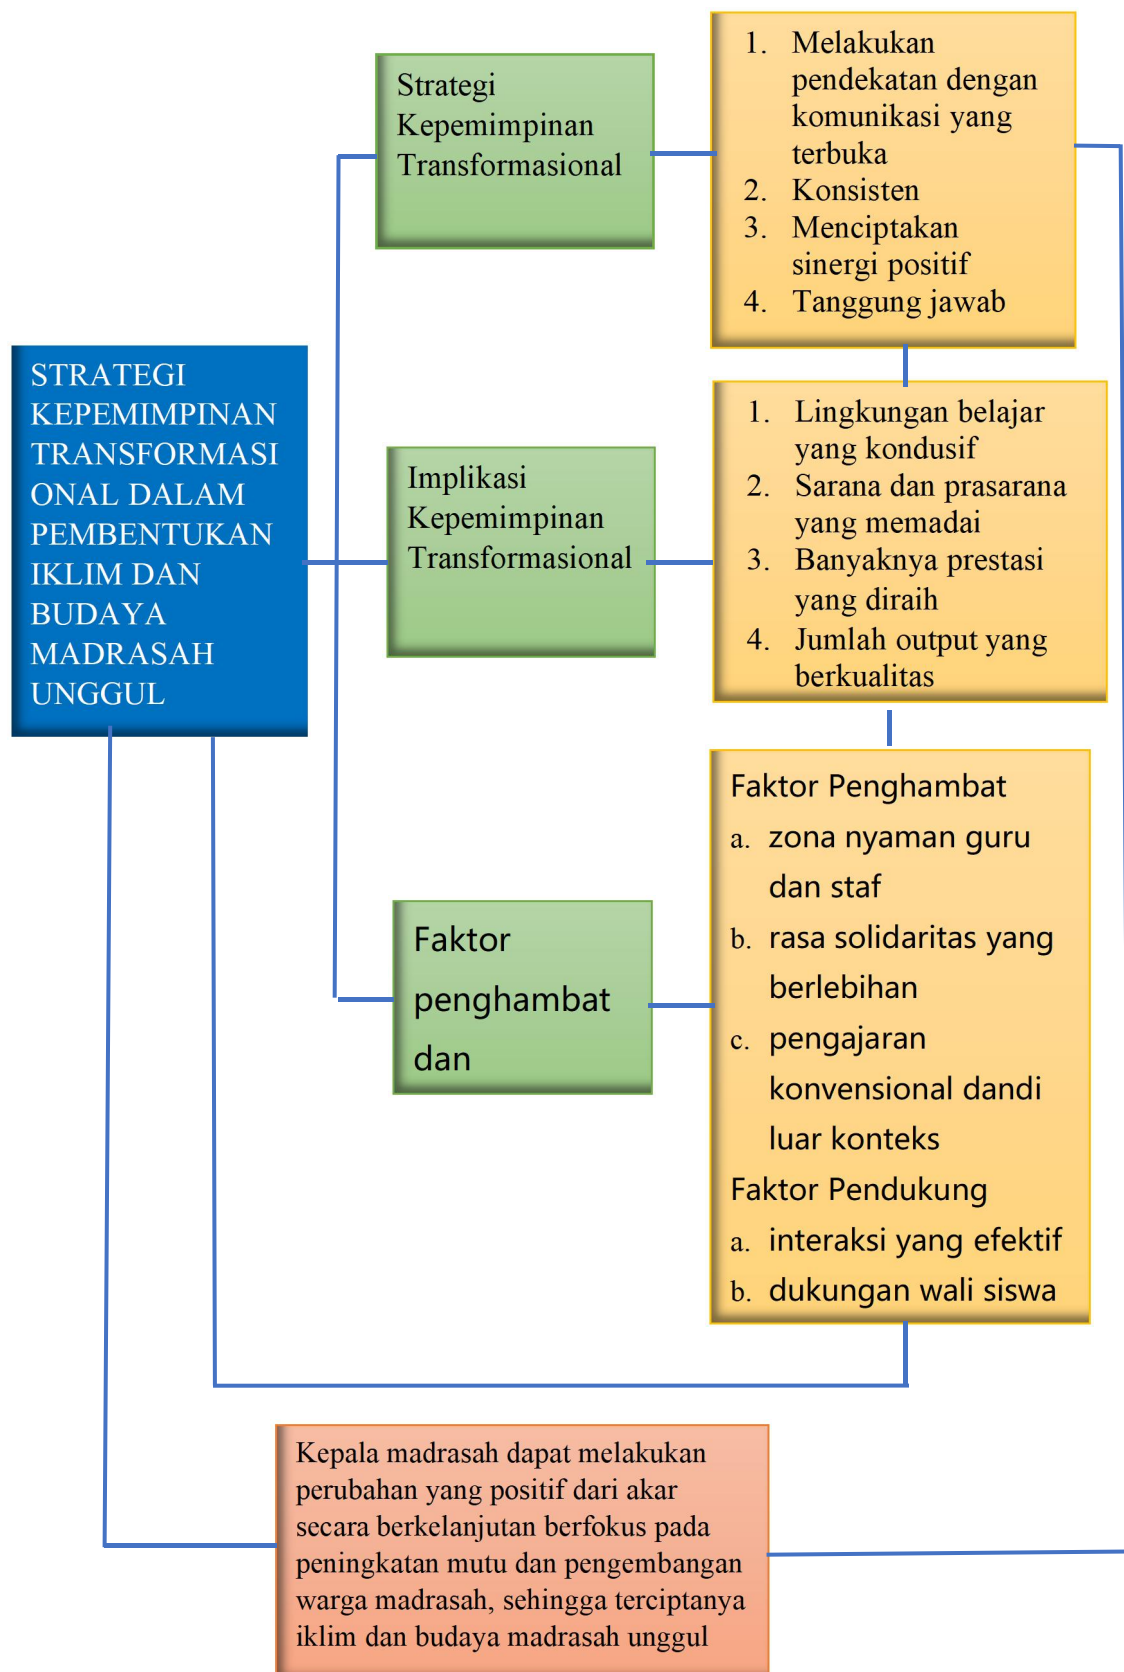 STRATEGI
KEPEMIMPINAN
TRANSFORMASI
ONAL DALAM
PEMBENTUKAN
IKLIM DAN
BUDAYA
MADRASAH
UNGGUL
Strategi
Kepemimpinan
Transformasional
1. Melakukan
pendekatan dengan
komunikasi yang
terbuka
2. Konsisten
3. Menciptakan
sinergi positif
4. Tanggung jawab
Implikasi
Kepemimpinan
Transformasional
1. Lingkungan belajar
yang kondusif
2. Sarana dan prasarana
yang memadai
3. Banyaknya prestasi
yang diraih
4. Jumlah output yang
berkualitas
Faktor
penghambat
dan
Faktor Penghambat
a. zona nyaman guru
dan staf
b. rasa solidaritas yang
berlebihan
c. pengajaran
konvensional dandi
luar konteks
Faktor Pendukung
a. interaksi yang efektif
b. dukungan wali siswa
Kepala madrasah dapat melakukan
perubahan yang positif dari akar
secara berkelanjutan berfokus pada
peningkatan mutu dan pengembangan
warga madrasah, sehingga terciptanya
iklim dan budaya madrasah unggul